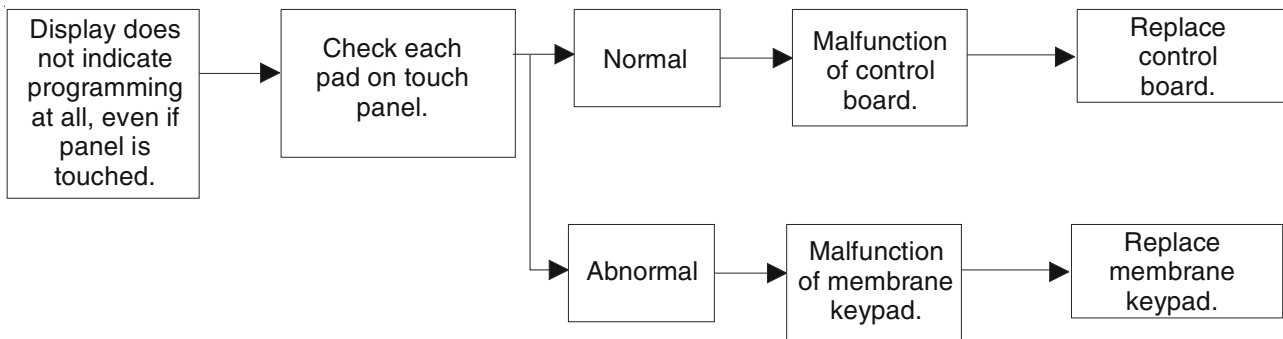 Display does
not indicate
programming
at all, even if
panel is
touched.
Check each
pad on touch
panel.
Normal
Malfunction
of control
board.
Replace
control
board.
Abnormal
Malfunction
of membrane
keypad.
Replace
membrane
keypad.